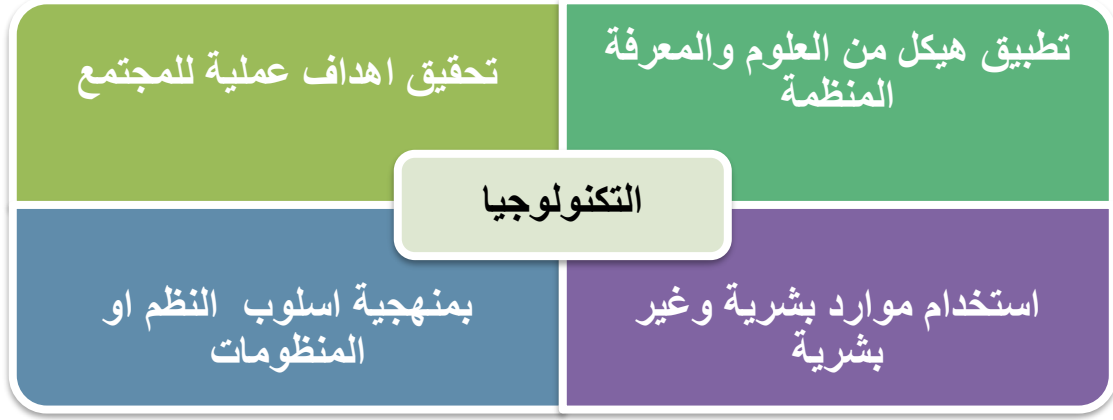 تطبيق هيكل من العلوم والمعرفة
المنظمة
تحقيق اهداف عملية للمجتمع
التكنولوجيا
استخدام موارد بشرية وغير
بشرية
بمنهجية اسلوب النظم او
المنظومات